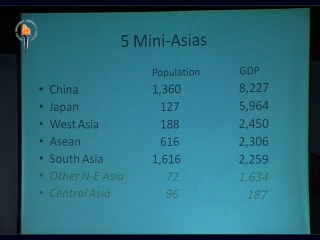 5 Mini-Asias
Population GDP
• China 1,360 8,227
• Japan 127 5,964
• West Asia 188 2,450
• Asean 616 2,306
• South Asia 1,616 2,259
• Other N-E Asia 72 1,634
• Central Asia 96 187